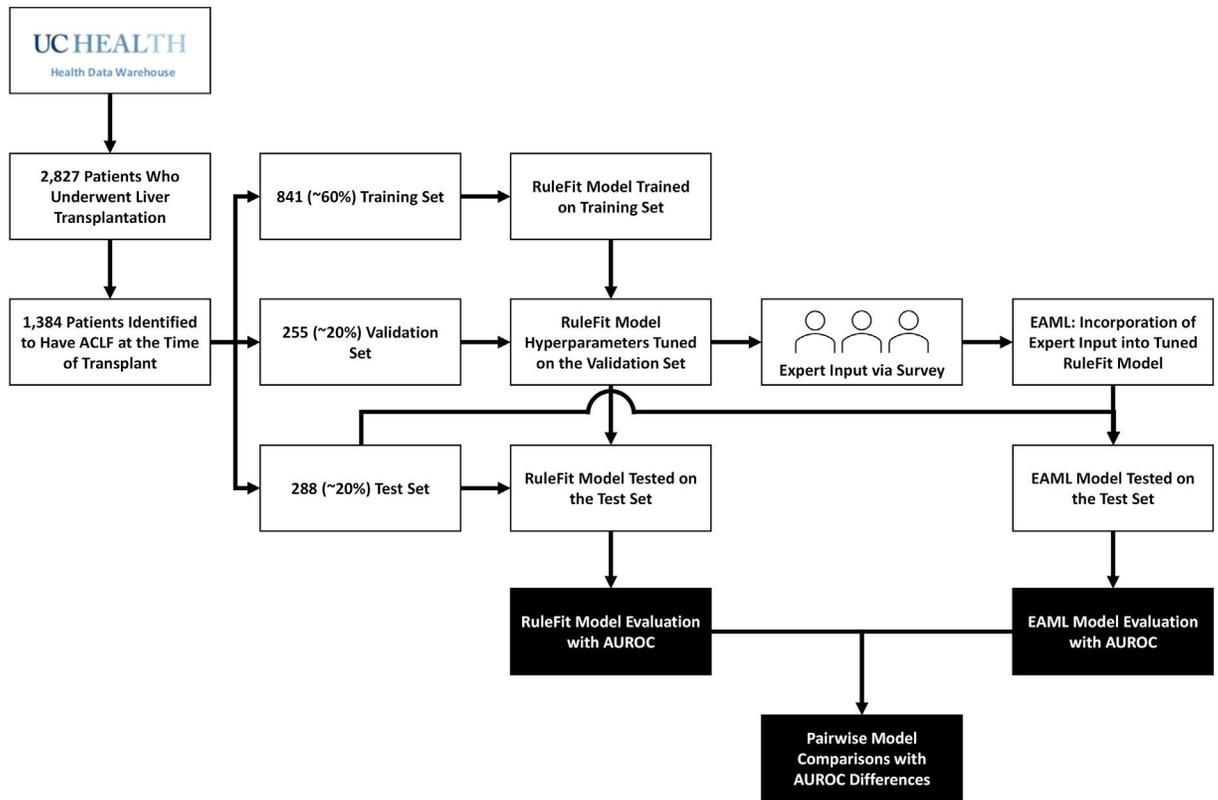 UC HEALTH
Health Data Warehouse
2,827 Patients Who
Underwent Liver
Transplantation
1,384 Patients Identified
to Have ACLF at the Time
of Transplant
841 (~60%) Training Set
255 (~20%) Validation
Set
288 (~20%) Test Set
RuleFit Model Trained
on Training Set
RuleFit Model
Hyperparameters Tuned
on the Validation Set
Expert Input via Survey
EAML: Incorporation of
Expert Input into Tuned
RuleFit Model
RuleFit Model Tested on
the Test Set
EAML Model Tested on
the Test Set
RuleFit Model Evaluation
with AUROC
EAML Model Evaluation
with AUROC
Pairwise Model
Comparisons with
AUROC Differences